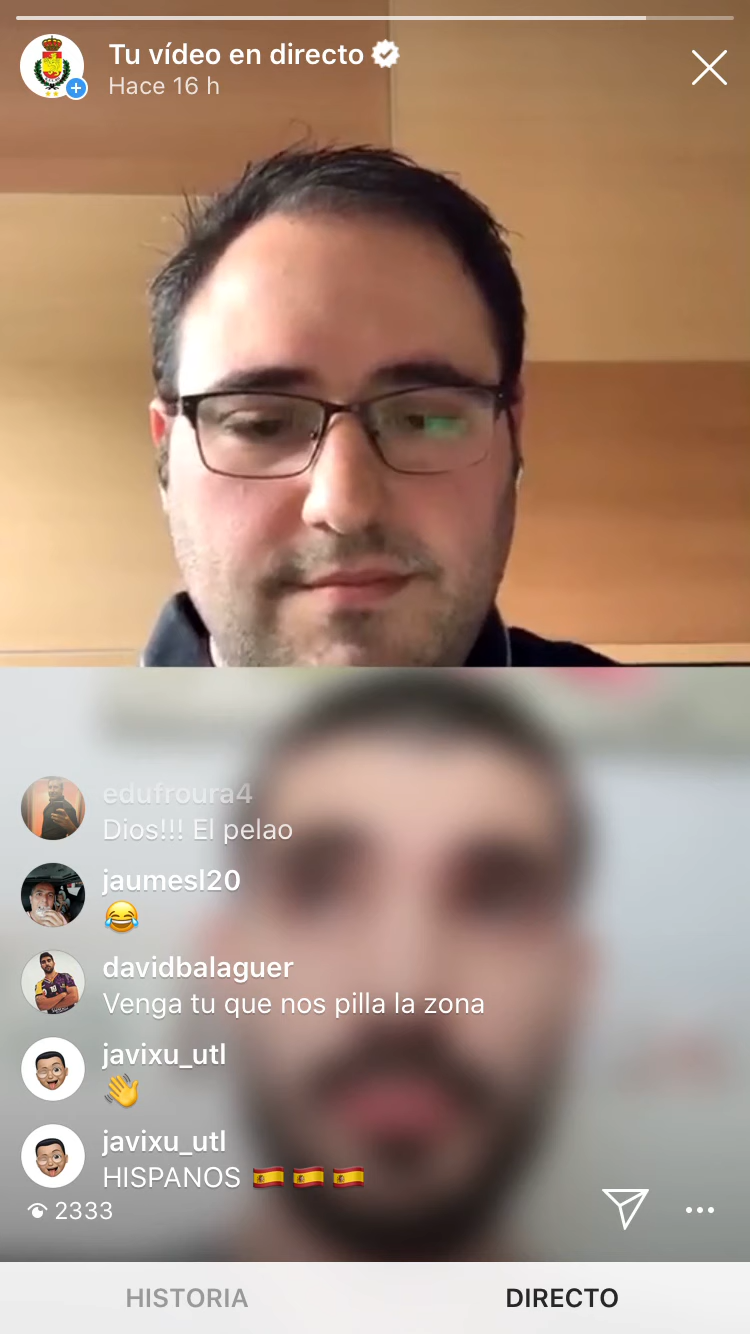 Tu vídeo en directo
Hace 16 h
edufroura4
Dios!!! El pelao
jaumesl20
😂
davidbalaguer
Venga tu que nos pilla la zona
javixu_utl
👋
javixu_utl
HISPANOS 🇪🇸 🇪🇸 🇪🇸
2333
HISTORIA
DIRECTO